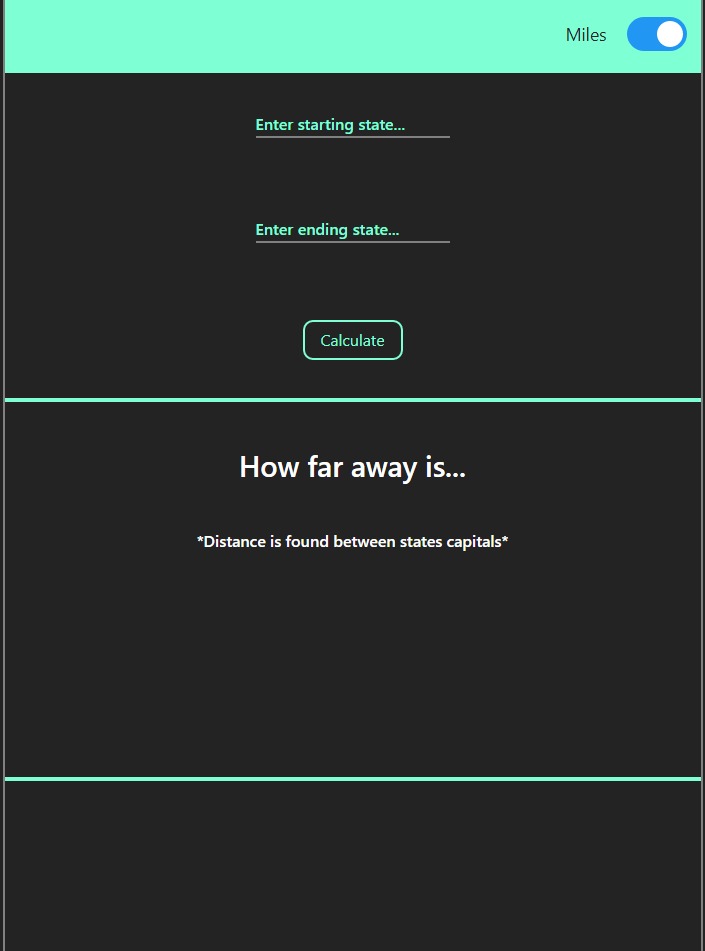 Miles
Enter starting state...
Enter ending state...
Calculate
How far away is...
*Distance is found between states capitals*